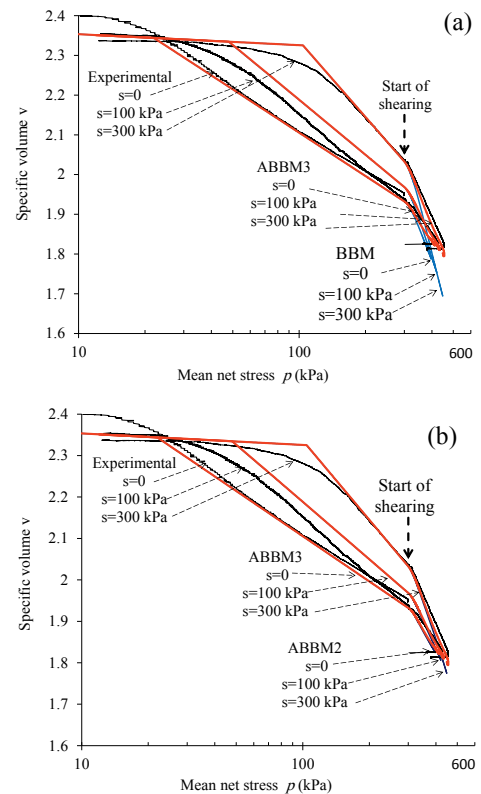 (a)
2.4
2.3
2.2
2.1
2
1.9
1.8
1.7
1.6
Specific volume v
Experimental
s=0
s=100 kPa
s=300 kPa
Start of
shearing
ABBM3
s=0
s=100 kPa
s=300 kPa
BBM
s=0
s=100 kPa
s=300 kPa
10
100
600
Mean net stress p (kPa)
(b)
2.4
2.3
2.2
2.1
2
1.9
1.8
1.7
1.6
Specific volume v
Experimental
s=0
s=100 kPa
s=300 kPa
Start of
shearing
ABBM3
s=0
s=100 kPa
s=300 kPa
ABBM2
s=0
s=100 kPa
s=300 kPa
10
100
600
Mean net stress p (kPa)